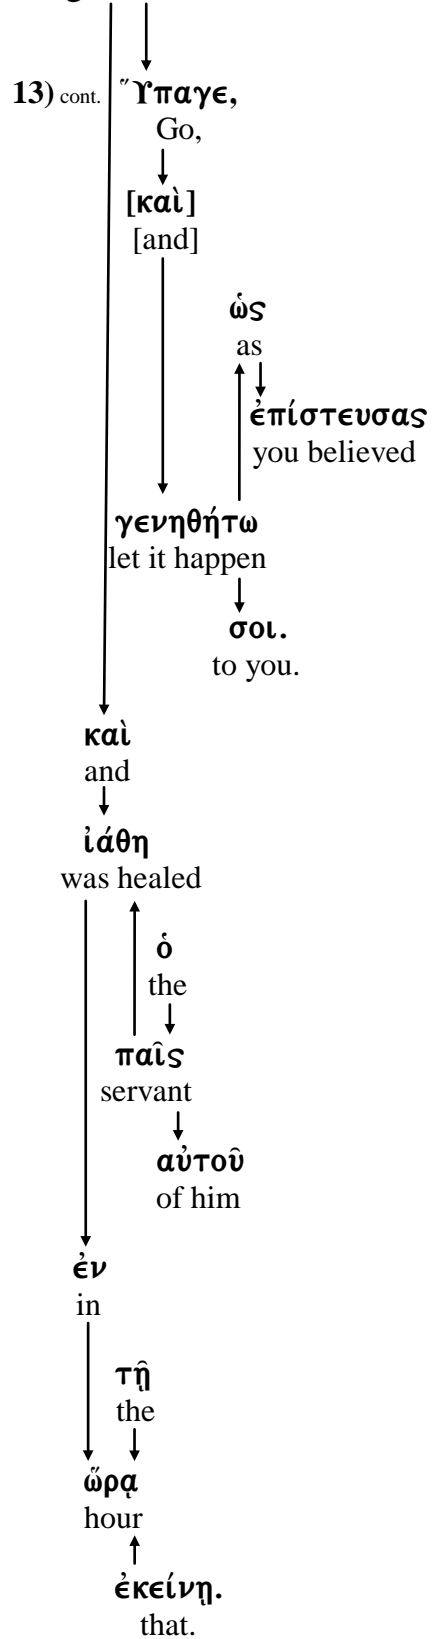 13) cont. Ὕπαγε,
Go,
[καὶ]
[and]
ὡς
as
ἐπίστευσας
you believed
γενηθήτω
let it happen
σοι.
to you.
καὶ
and
ἰάθη
was healed
ὁ
the
παῖς
servant
αὐτοῦ
of him
ἐν
in
τῇ
the
ὥρᾳ
hour
ἐκείνῃ.
that.